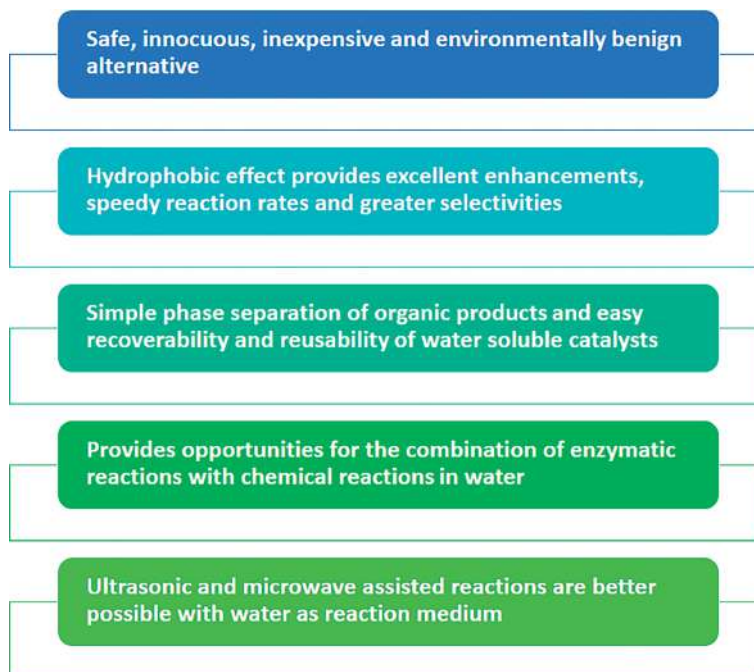 Safe, innocuous, inexpensive and environmentally benign
alternative
Hydrophobic effect provides excellent enhancements,
speedy reaction rates and greater selectivities
Simple phase separation of organic products and easy
recoverability and reusability of water soluble catalysts
Provides opportunities for the combination of enzymatic
reactions with chemical reactions in water
Ultrasonic and microwave assisted reactions are better
possible with water as reaction medium